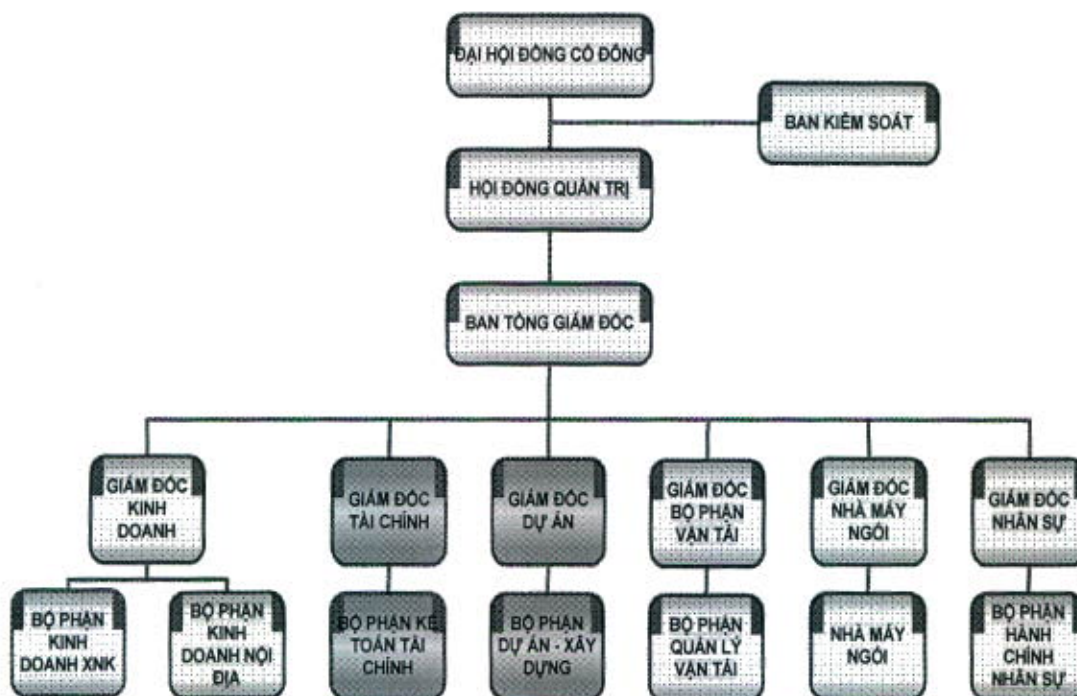 ĐẠI HỘI ĐỒNG CỔ ĐÔNG
BAN KIỂM SOÁT
HỘI ĐỒNG QUẢN TRỊ
BAN TỔNG GIÁM ĐỐC
GIÁM ĐỐC
KINH
DOANH
GIÁM ĐỐC
TÀI CHÍNH
GIÁM ĐỐC
DỰ ÁN
GIÁM ĐỐC
BỘ PHẬN
VẬN TẢI
GIÁM ĐỐC
NHÀ MÁY
NGÓI
GIÁM ĐỐC
NHÂN SỰ
BỘ PHẬN
KINH
DOANH XNK
BỘ PHẬN
KINH
DOANH NỘI
ĐỊA
BỘ PHẬN KẾ
TOÁN TÀI
CHÍNH
BỘ PHẬN
DỰ ÁN - XÂY
DỰNG
BỘ PHẬN
QUẢN LÝ
VẬN TẢI
NHÀ MÁY
NGÓI
BỘ PHẬN
HÀNH
CHÍNH
NHÂN SỰ